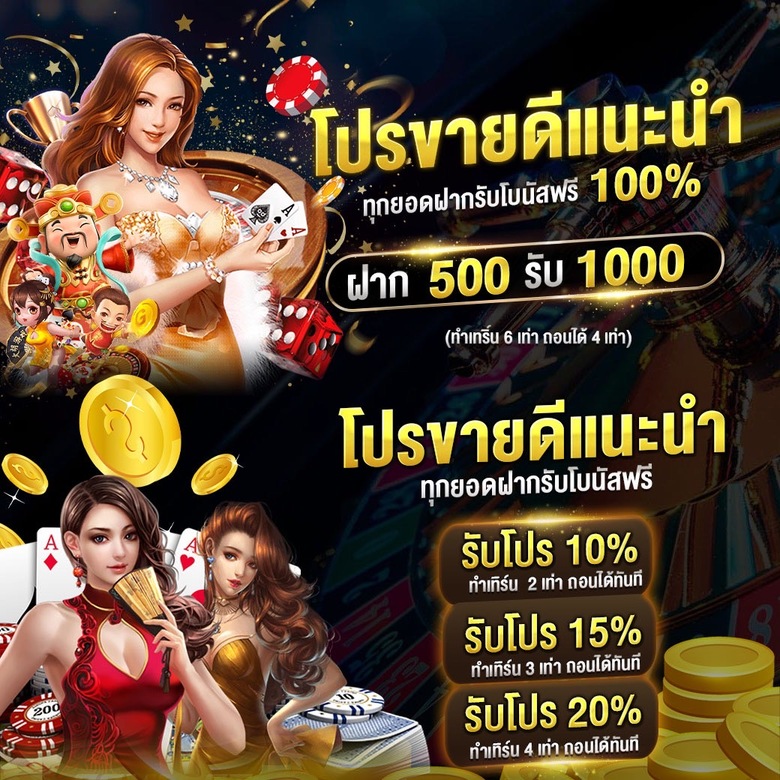 โปรขายดีแนะนำ
ทุกยอดฝากรับโบนัสฟรี 100%
ฝาก 500 รับ 1000
(ทำเทริ์น 6 เท่า ถอนได้ 4 เท่า)
โปรขายดีแนะนำ
ทุกยอดฝากรับโบนัสฟรี
รับโปร 10%
ทำเทิร์น 2 เท่า ถอนได้ทันที
รับโปร 15%
ทำเทิร์น 3 เท่า ถอนได้ทันที
รับโปร 20%
ทำเทิร์น 4 เท่า ถอนได้ทันที
A
A
A
A
200
10